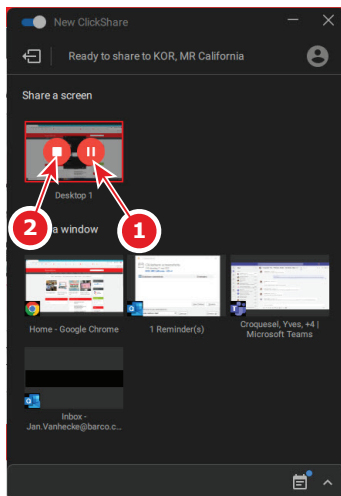 New ClickShare
Ready to share to KOR, MR California
Share a screen
Desktop 1
2
1
a window
Home - Google Chrome
1 Reminder(s)
Croquesel, Yves, +4 |
Microsoft Teams
Inbox -
Jan.Vanhecke@barco.c...